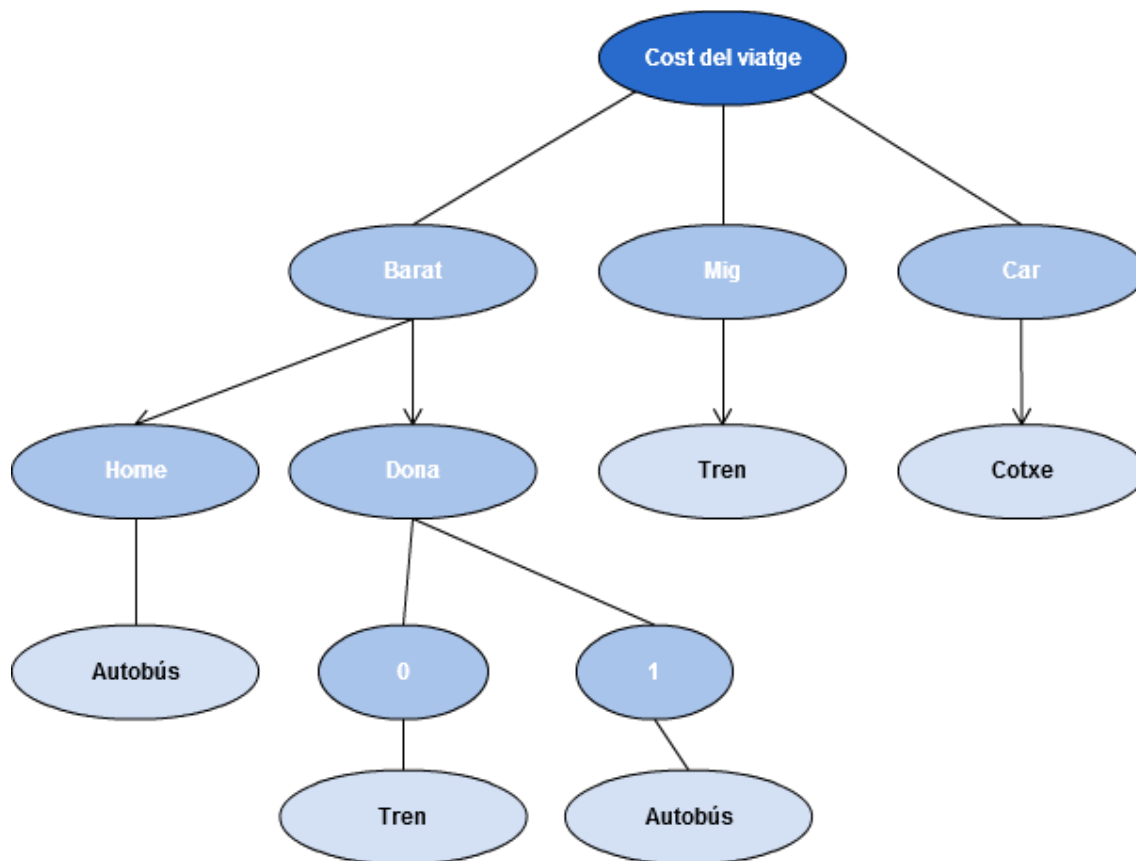 Cost del viatge
Barat
Mig
Car
Home
Dona
Tren
Cotxe
Autobús
0
1
Tren
Autobús